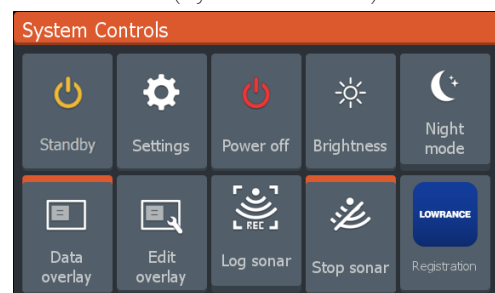 System Controls
Standby
Settings
Power off
Brightness
Night
mode
Data
overlay
Edit
overlay
REC
Log sonar
Stop sonar
LOWRANCE
Registration